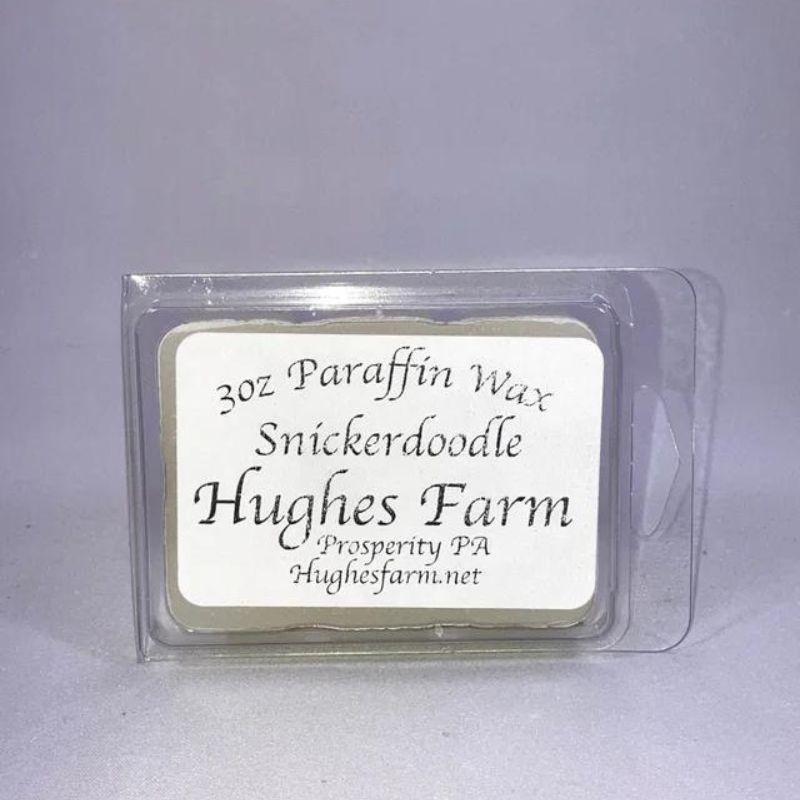 3oz Paraffin Wax
Snickerdoodle
Hughes Farm
Prosperity PA
Hughesfarm.net